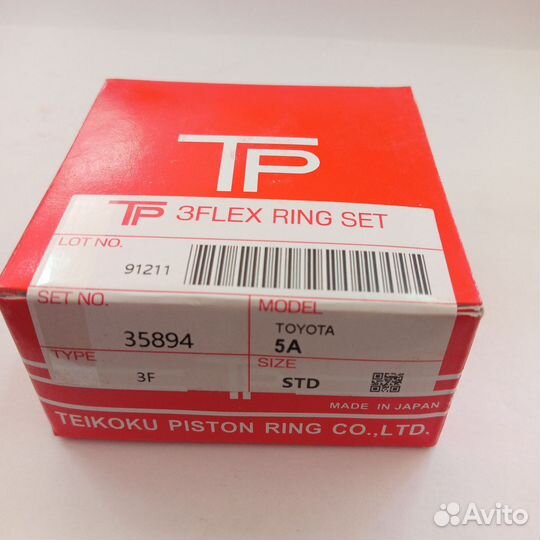 TP
TP 3FLEX RING SET
LOT NO.
91211
SET NO.
35894
MODEL
TOYOTA
5A
TYPE
3F
SIZE
STD
MADE IN JAPAN
TEIKOKU PISTON RING CO.,LTD.
Avito